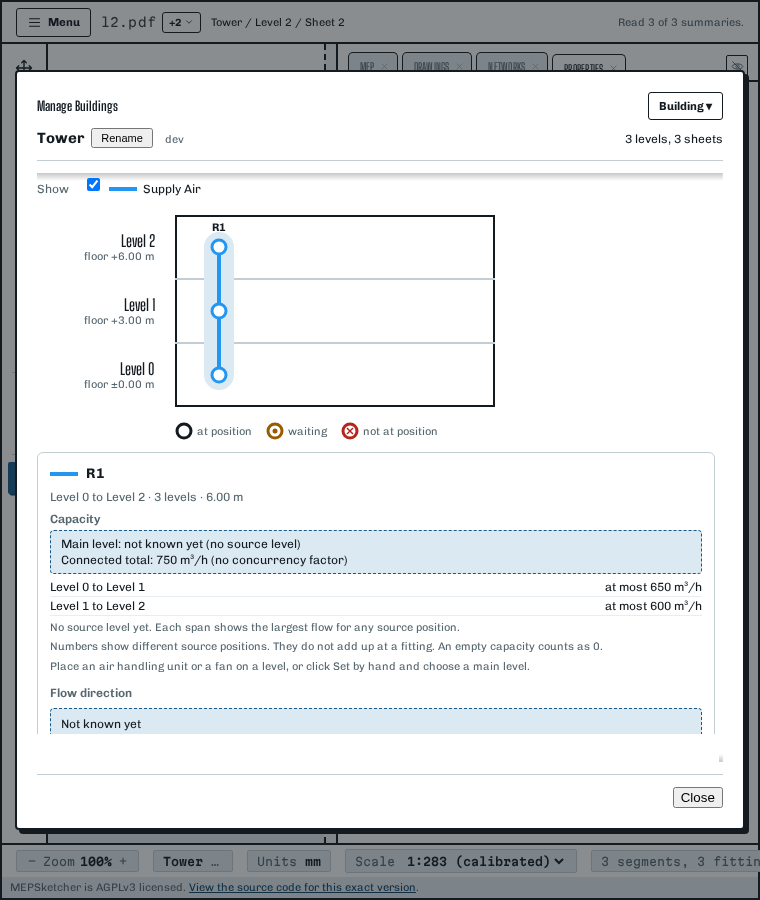 Menu
l2.pdf
+2
Tower / Level 2 / Sheet 2
Read 3 of 3 summaries.
MEP ×
DRAWINGS ×
NETWORKS ×
PROPERTIES ×
Manage Buildings
Building ▾
Tower
Rename
dev
3 levels, 3 sheets
Show
Supply Air
R1
Level 2
floor +6.00 m
Level 1
floor +3.00 m
Level 0
floor ±0.00 m
at position
waiting
not at position
R1
Level 0 to Level 2 · 3 levels · 6.00 m
Capacity
Main level: not known yet (no source level)
Connected total: 750 m³/h (no concurrency factor)
Level 0 to Level 1
at most 650 m³/h
Level 1 to Level 2
at most 600 m³/h
No source level yet. Each span shows the largest flow for any source position.
Numbers show different source positions. They do not add up at a fitting. An empty capacity counts as 0.
Place an air handling unit or a fan on a level, or click Set by hand and choose a main level.
Flow direction
Not known yet
Close
− Zoom 100% +
Tower …
Units mm
Scale 1:283 (calibrated)
3 segments, 3 fittin
MEPSketcher is AGPLv3 licensed. View the source code for this exact version.